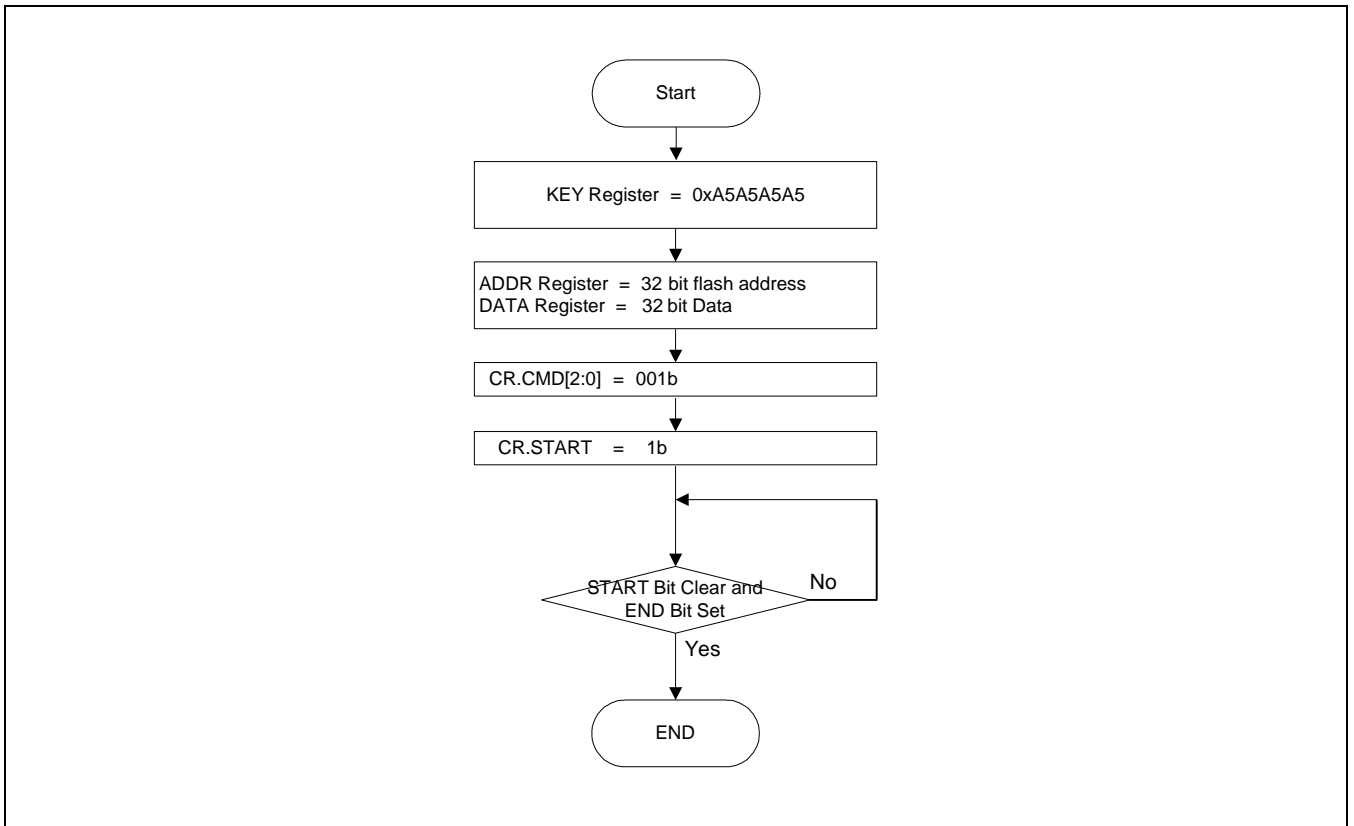 Start
KEY Register = 0xA5A5A5A5
ADDR Register = 32 bit flash address
DATA Register = 32 bit Data
CR.CMD[2:0] = 001b
CR.START = 1b
START Bit Clear and
END Bit Set
No
Yes
END